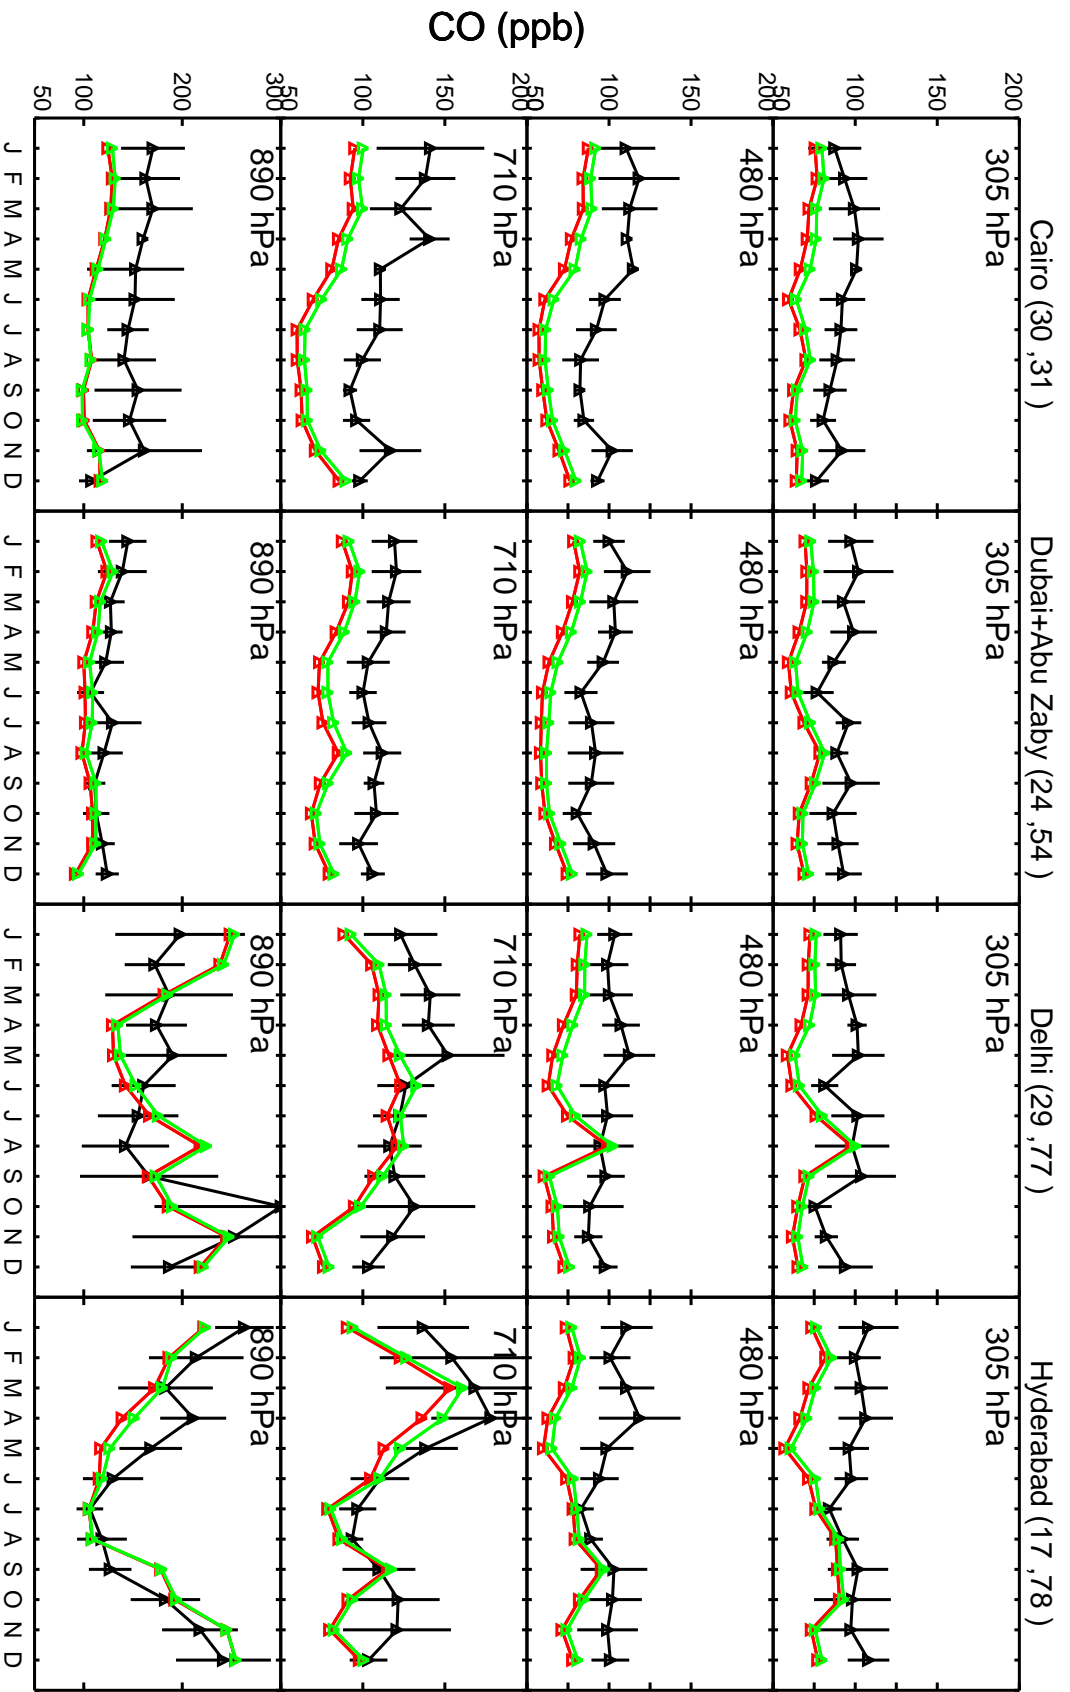 Cairo (30 ,31 )
Dubai+Abu Zaby (24 ,54 )
Delhi (29 ,77 )
Hyderabad (17 ,78 )
CO (ppb)
200
150
100
50
305 hPa
305 hPa
305 hPa
305 hPa
200
150
100
50
480 hPa
480 hPa
480 hPa
480 hPa
200
150
100
50
710 hPa
710 hPa
710 hPa
710 hPa
300
200
100
50
890 hPa
890 hPa
890 hPa
890 hPa
J F M A M J J A S O N D
J F M A M J J A S O N D
J F M A M J J A S O N D
J F M A M J J A S O N D